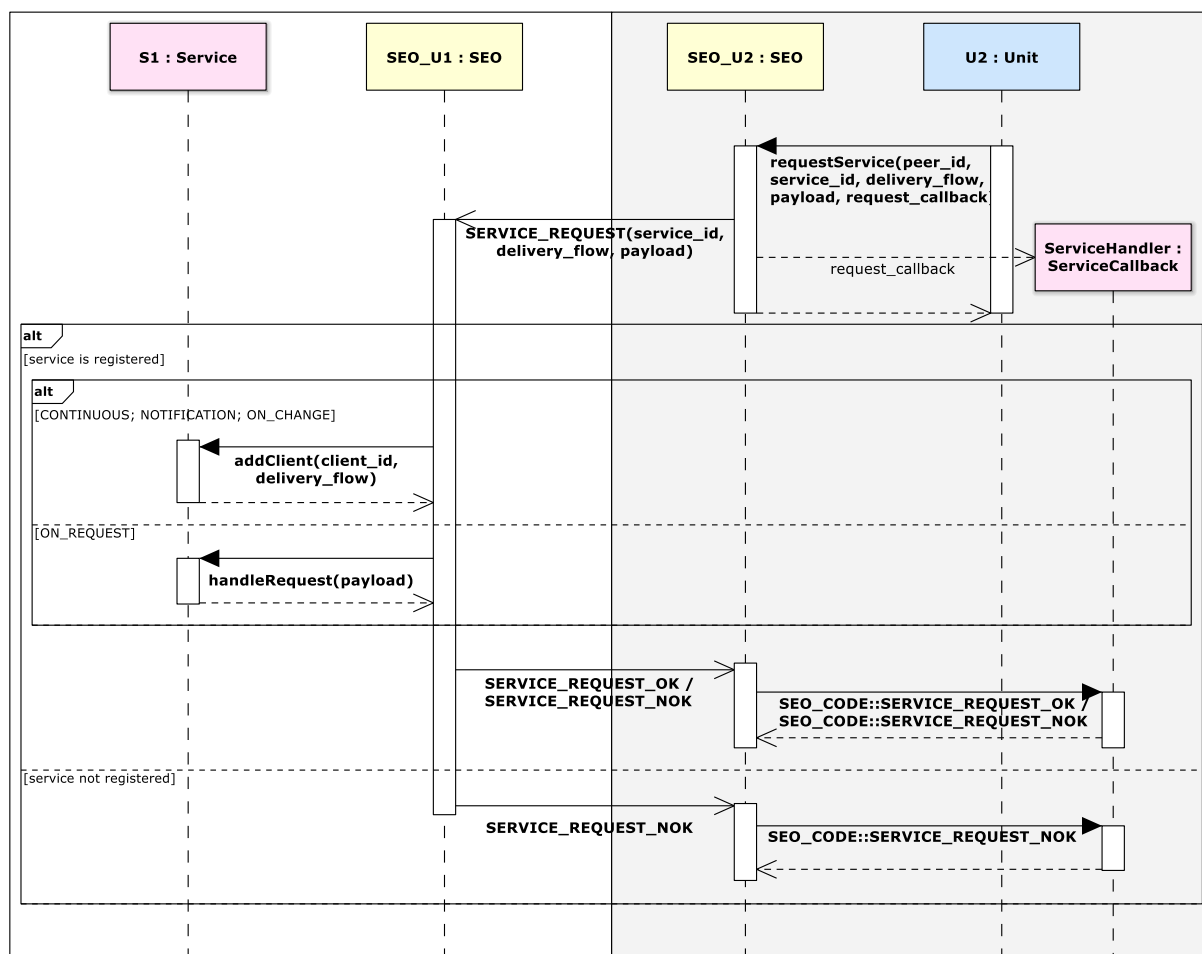 S1 : Service
SEO_U1 : SEO
SEO_U2 : SEO
U2 : Unit
requestService(peer_id,
service_id, delivery_flow,
payload, request_callback
SERVICE_REQUEST(service_id,
delivery_flow, payload)
ServiceHandler :
ServiceCallback
request_callback
alt
[service is registered]
alt
[CONTINUOUS; NOTIFICATION; ON_CHANGE]
addClient(client_id,
delivery_flow)
[ON_REQUEST]
handleRequest(payload)
SERVICE_REQUEST_OK /
SERVICE_REQUEST_NOK
SEO_CODE::SERVICE_REQUEST_OK /
SEO_CODE::SERVICE_REQUEST_NOK
[service not registered]
SERVICE_REQUEST_NOK
SEO_CODE::SERVICE_REQUEST_NOK